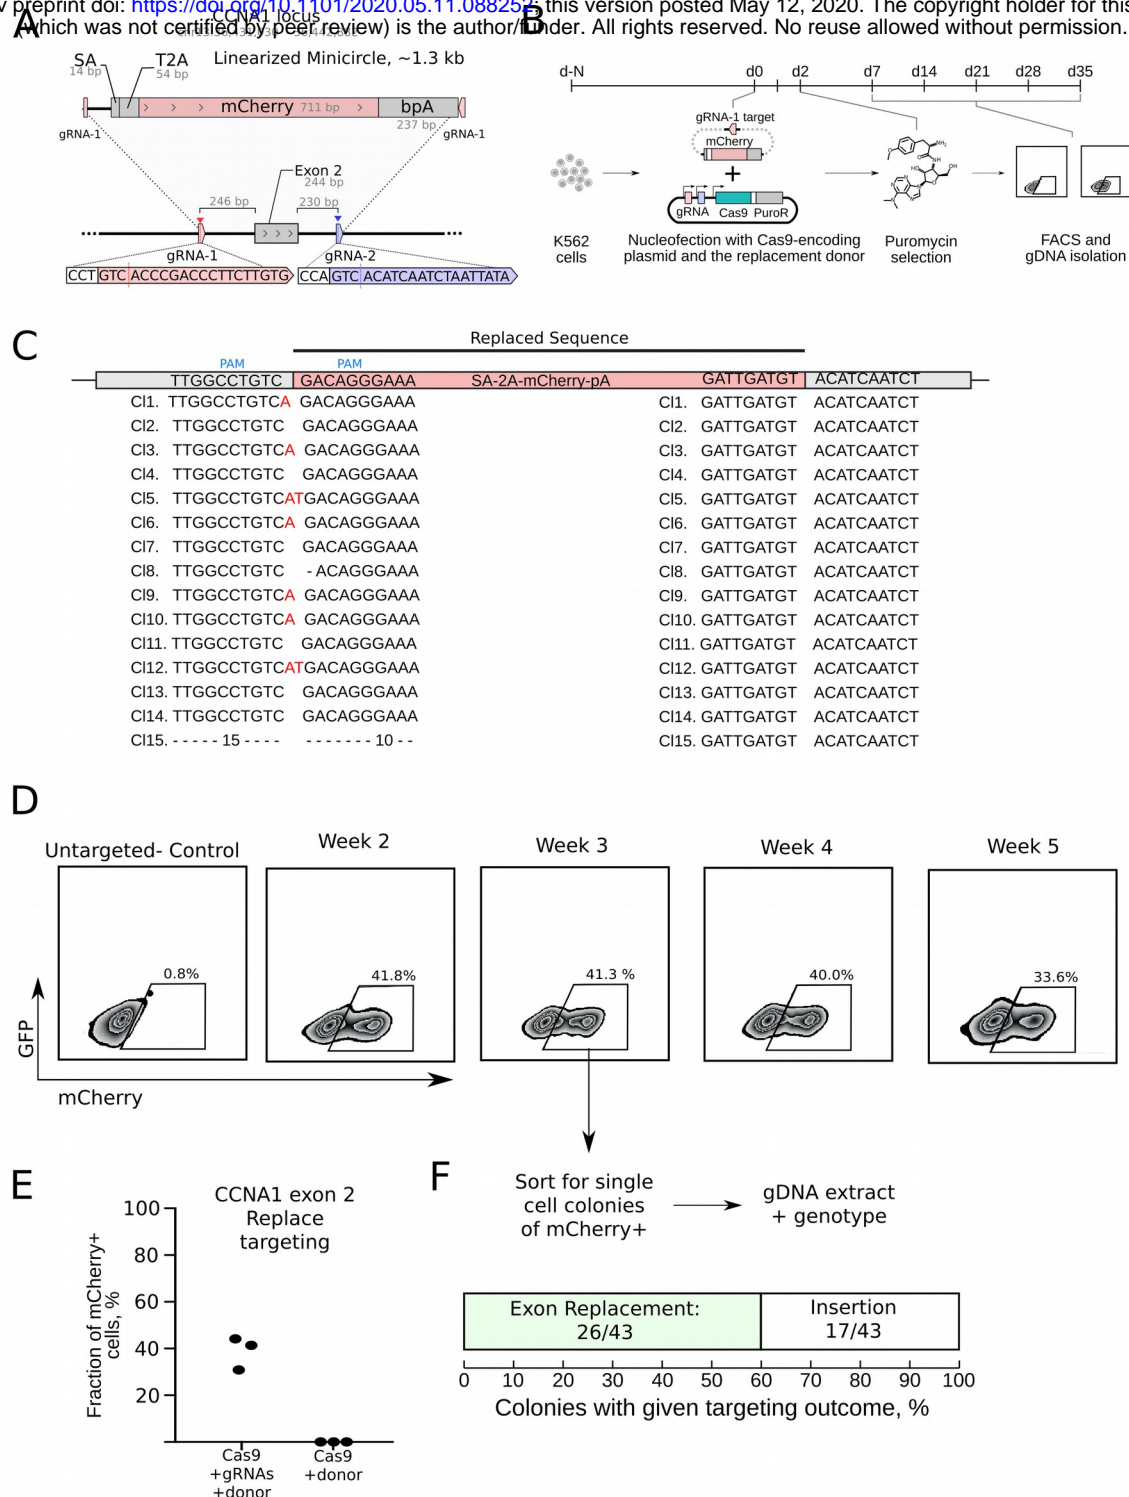 v preprint doi: https://doi.org/10.1101/2020.05.11.088252; this version posted May 12, 2020. The copyright holder for this
(which was not certified by peer review) is the author/funder. All rights reserved. No reuse allowed without permission.
A
CCNA1 locus
Linearized Minicircle, ~1.3 kb
SA
14 bp
T2A
54 bp
mCherry 711 bp
bpA
237 bp
gRNA-1
gRNA-1
Exon 2
244 bp
246 bp
230 bp
gRNA-1
gRNA-2
CCT GTC ACCCGACCCTTCTTGTG
CCA GTC ACATCAATCTAATTATA
B
d-N d0 d2 d7 d14 d21 d28 d35
gRNA-1 target
mCherry
+
gRNA Cas9 PuroR
O
NH₂
O
NH
OH
O
OH
N
N
N
N
N
K562
cells
Nucleofection with Cas9-encoding
plasmid and the replacement donor
Puromycin
selection
FACS and
gDNA isolation
C
Replaced Sequence
PAM PAM
TTGGCCTGTC GACAGGGAAA SA-2A-mCherry-pA GATTGATGT ACATCAATCT
Cl1. TTGGCCTGTCA GACAGGGAAA Cl1. GATTGATGT ACATCAATCT
Cl2. TTGGCCTGTC GACAGGGAAA Cl2. GATTGATGT ACATCAATCT
Cl3. TTGGCCTGTCA GACAGGGAAA Cl3. GATTGATGT ACATCAATCT
Cl4. TTGGCCTGTC GACAGGGAAA Cl4. GATTGATGT ACATCAATCT
Cl5. TTGGCCTGTCATGACAGGGAAA Cl5. GATTGATGT ACATCAATCT
Cl6. TTGGCCTGTCA GACAGGGAAA Cl6. GATTGATGT ACATCAATCT
Cl7. TTGGCCTGTC GACAGGGAAA Cl7. GATTGATGT ACATCAATCT
Cl8. TTGGCCTGTC -ACAGGGAAA Cl8. GATTGATGT ACATCAATCT
Cl9. TTGGCCTGTCA GACAGGGAAA Cl9. GATTGATGT ACATCAATCT
Cl10. TTGGCCTGTCA GACAGGGAAA Cl10. GATTGATGT ACATCAATCT
Cl11. TTGGCCTGTC GACAGGGAAA Cl11. GATTGATGT ACATCAATCT
Cl12. TTGGCCTGTCATGACAGGGAAA Cl12. GATTGATGT ACATCAATCT
Cl13. TTGGCCTGTC GACAGGGAAA Cl13. GATTGATGT ACATCAATCT
Cl14. TTGGCCTGTC GACAGGGAAA Cl14. GATTGATGT ACATCAATCT
Cl15. - - - - - 15 - - - - - - - - - - - 10 - - Cl15. GATTGATGT ACATCAATCT
D
Untargeted- Control Week 2 Week 3 Week 4 Week 5
0.8% 41.8% 41.3 % 40.0% 33.6%
GFP
mCherry
E
CCNA1 exon 2
Replace
targeting
Fraction of mCherry+
cells, %
100
80
60
40
20
Cas9
+gRNAs
+donor
Cas9
+donor
F
Sort for single
cell colonies
of mCherry+
gDNA extract
+ genotype
Exon Replacement:
26/43
Insertion
17/43
0 10 20 30 40 50 60 70 80 90 100
Colonies with given targeting outcome, %